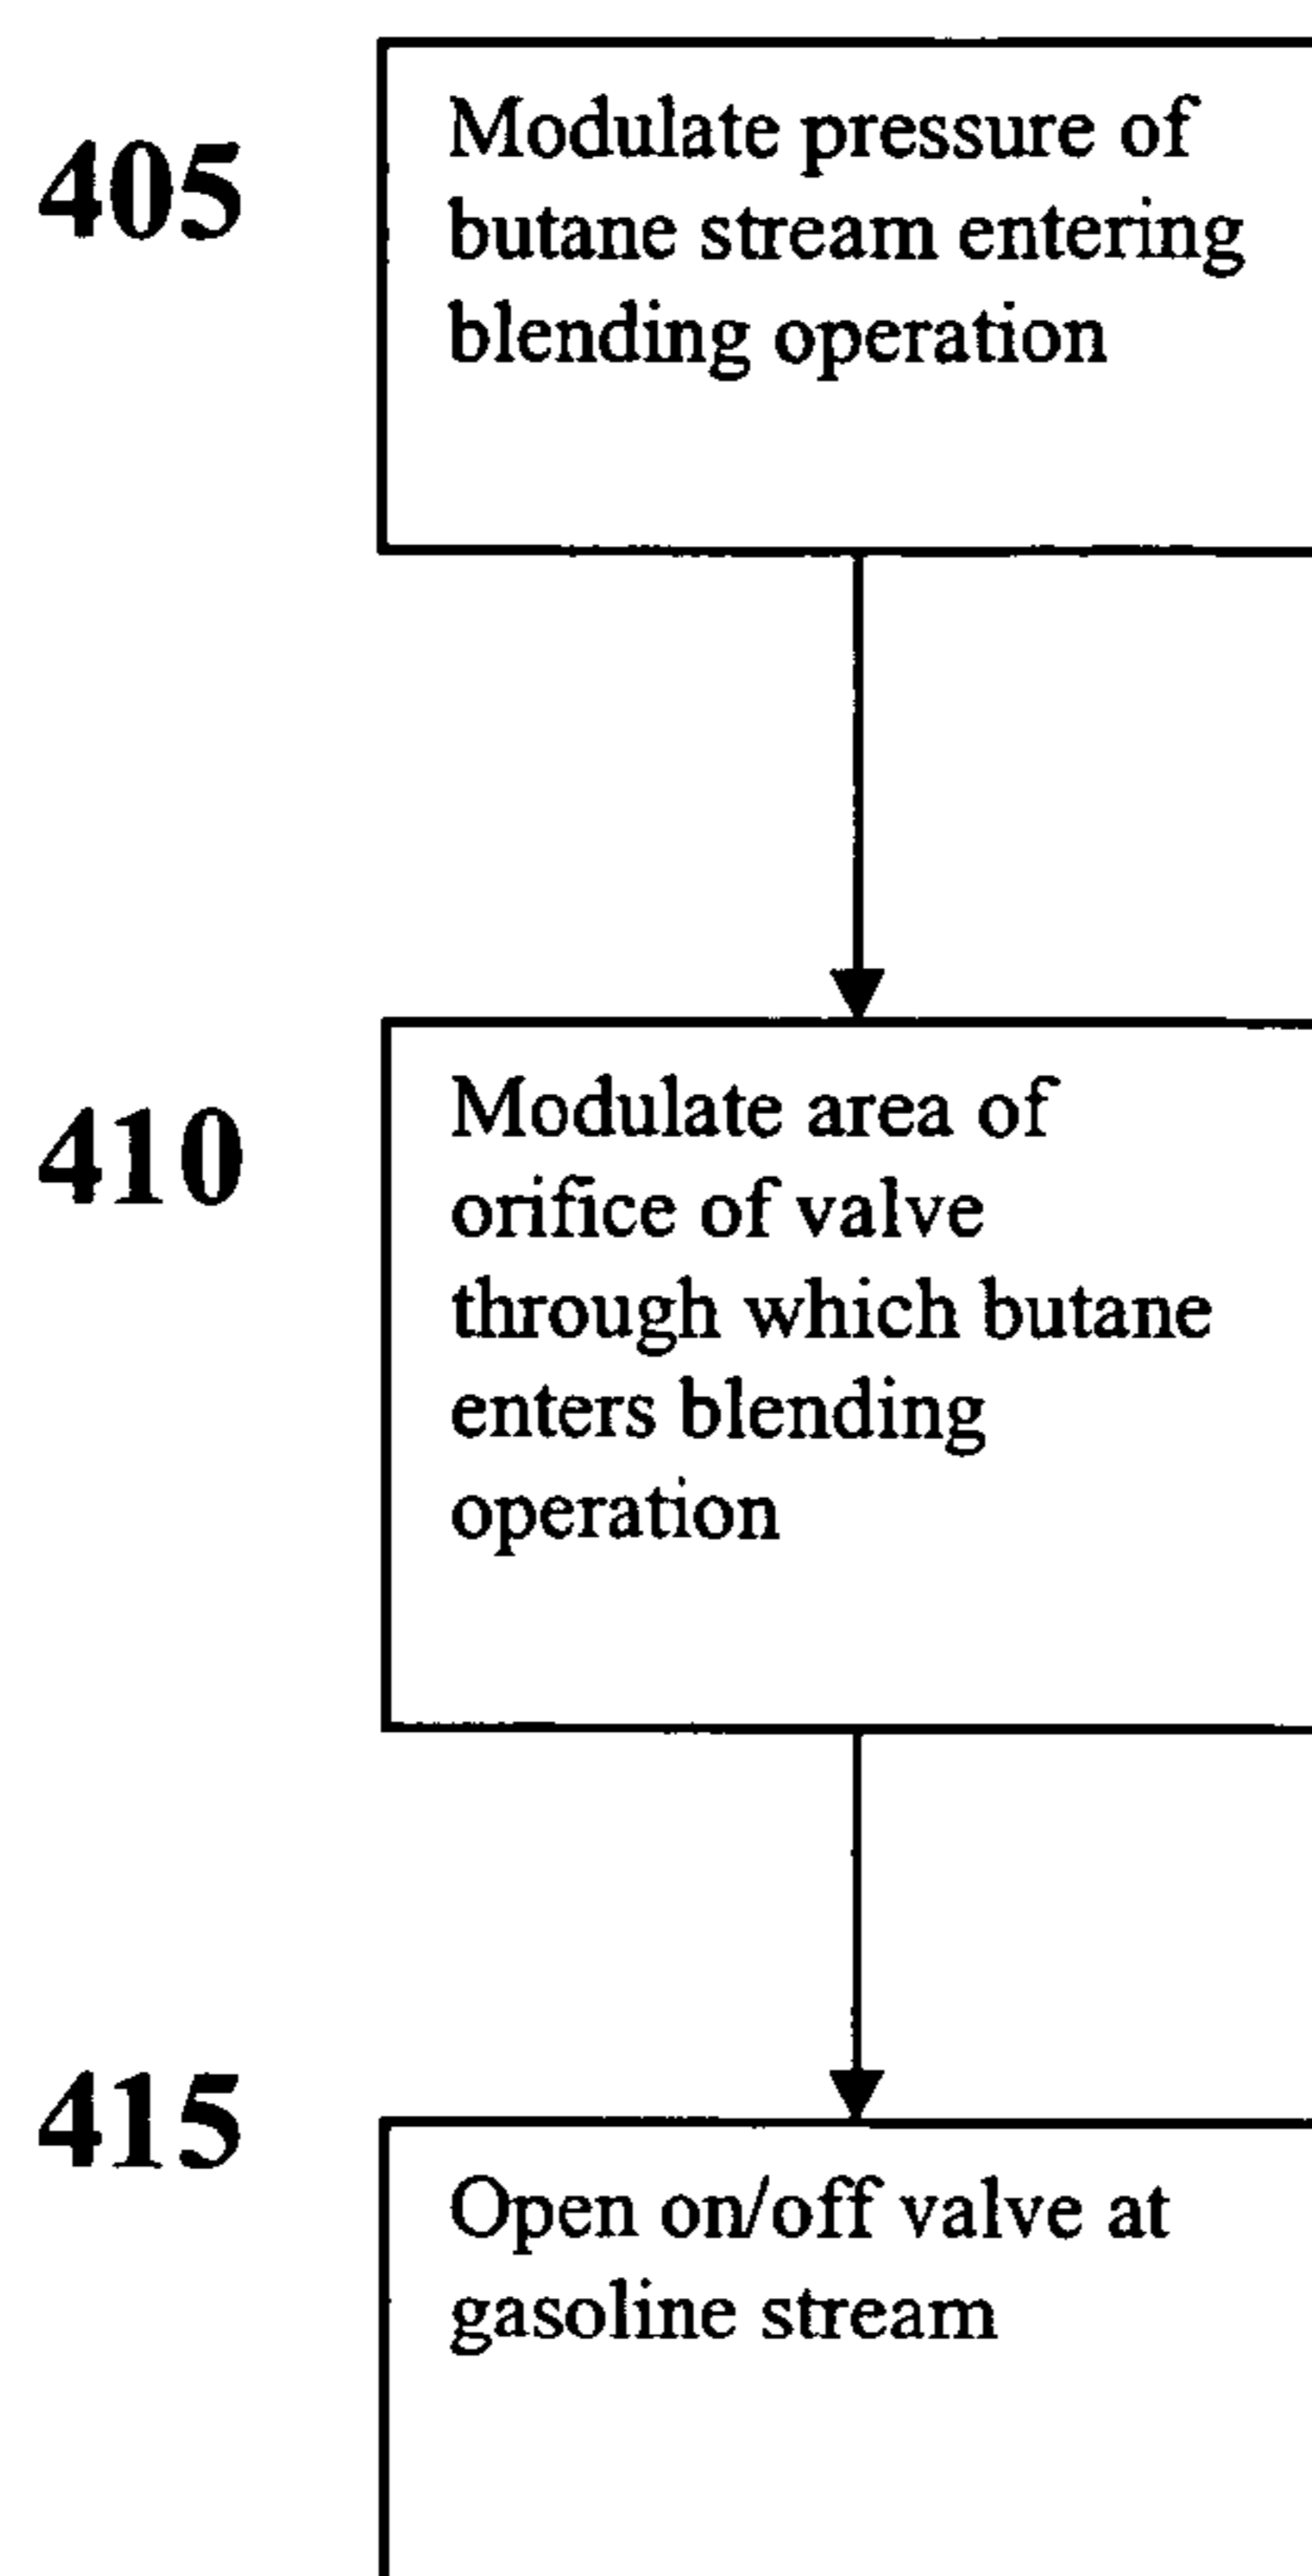 405
Modulate pressure of
butane stream entering
blending operation
410
Modulate area of
orifice of valve
through which butane
enters blending
operation
415
Open on/off valve at
gasoline stream